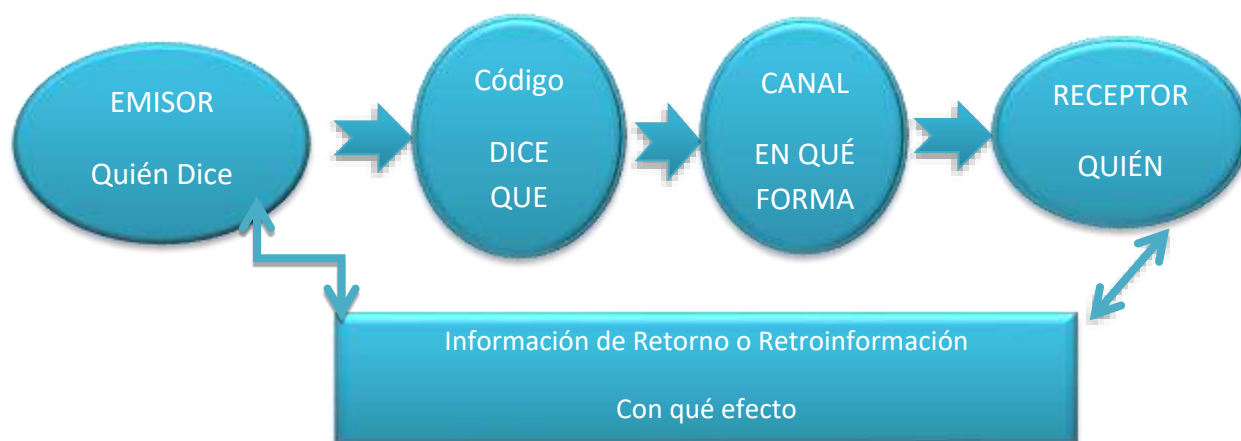 EMISOR
Quién Dice
Código
DICE
QUE
CANAL
EN QUÉ
FORMA
RECEPTOR
QUIÉN
Información de Retorno o Retroinformación
Con qué efecto